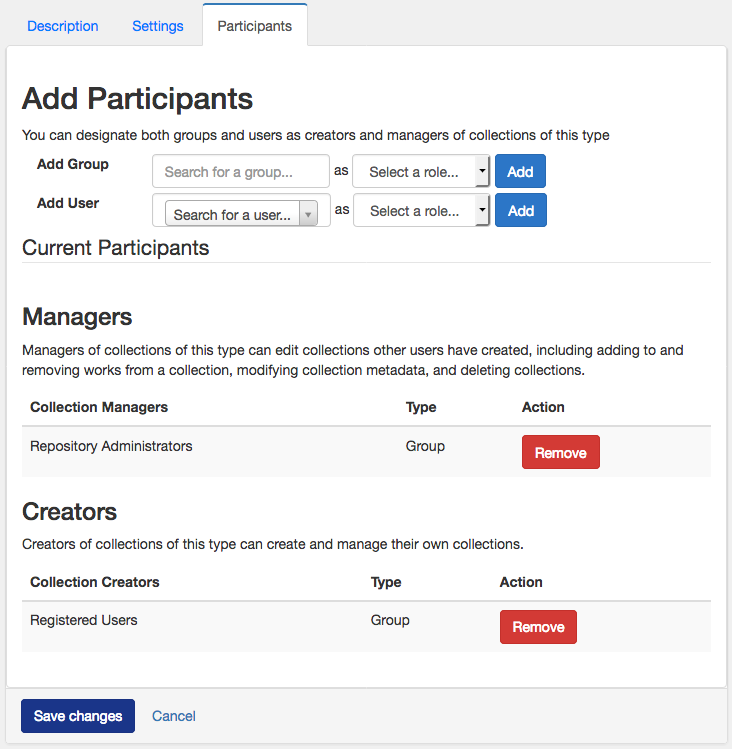 Description Settings Participants
Add Participants
You can designate both groups and users as creators and managers of collections of this type
Add Group Search for a group... as Select a role... Add
Add User Search for a user... as Select a role... Add
Current Participants
Managers
Managers of collections of this type can edit collections other users have created, including adding to and
removing works from a collection, modifying collection metadata, and deleting collections.
Collection Managers Type Action
Repository Administrators Group Remove
Creators
Creators of collections of this type can create and manage their own collections.
Collection Creators Type Action
Registered Users Group Remove
Save changes Cancel